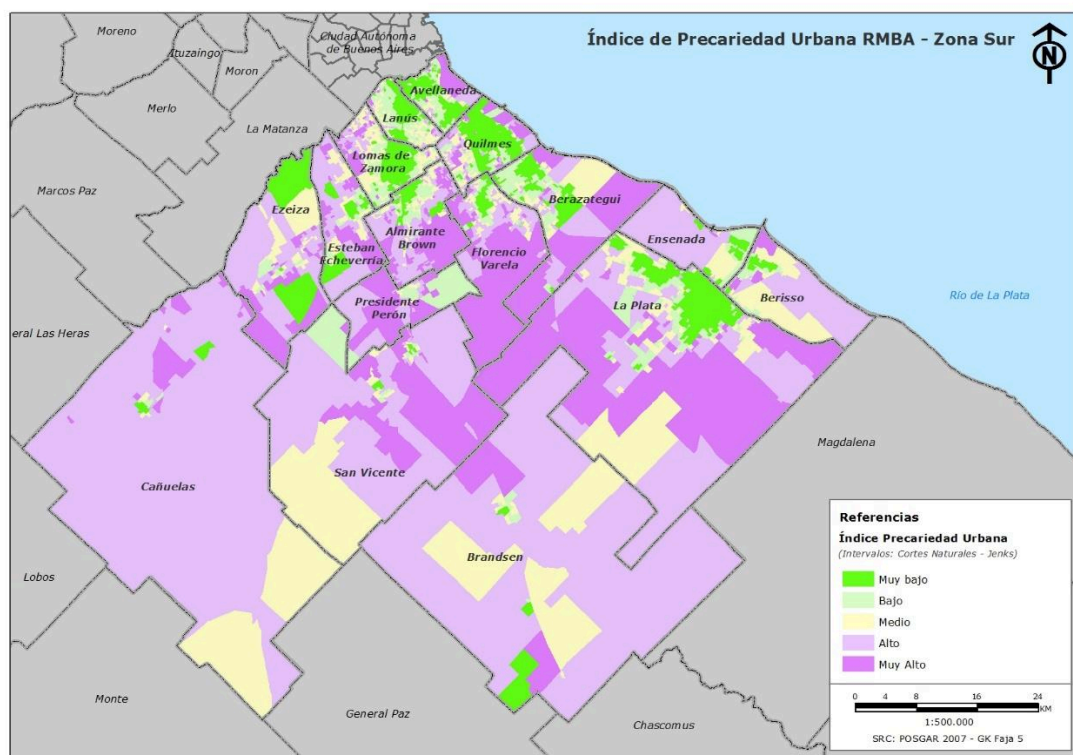 Índice de Precariedad Urbana RMBA - Zona Sur
N
Moreno
Ituzaingo
Moron
Merlo
Ciudad Autónoma
de Buenos Aires
La Matanza
Marcos Paz
eral Las Heras
Lobos
Monte
General Paz
Chascomus
Magdalena
Río de La Plata
Avellaneda
Lanús
Quilmes
Lomas de
Zamora
Berazategui
Ezeiza
Almirante
Brown
Esteban
Echeverría
Florencio
Varela
Ensenada
Presidente
Perón
La Plata
Berisso
San Vicente
Cañuelas
Brandsen
Referencias
Índice Precariedad Urbana
(Intervalos: Cortes Naturales - Jenks)
Muy bajo
Bajo
Medio
Alto
Muy Alto
0 4 8 16 24
KM
1:500.000
SRC: POSGAR 2007 - GK Faja 5